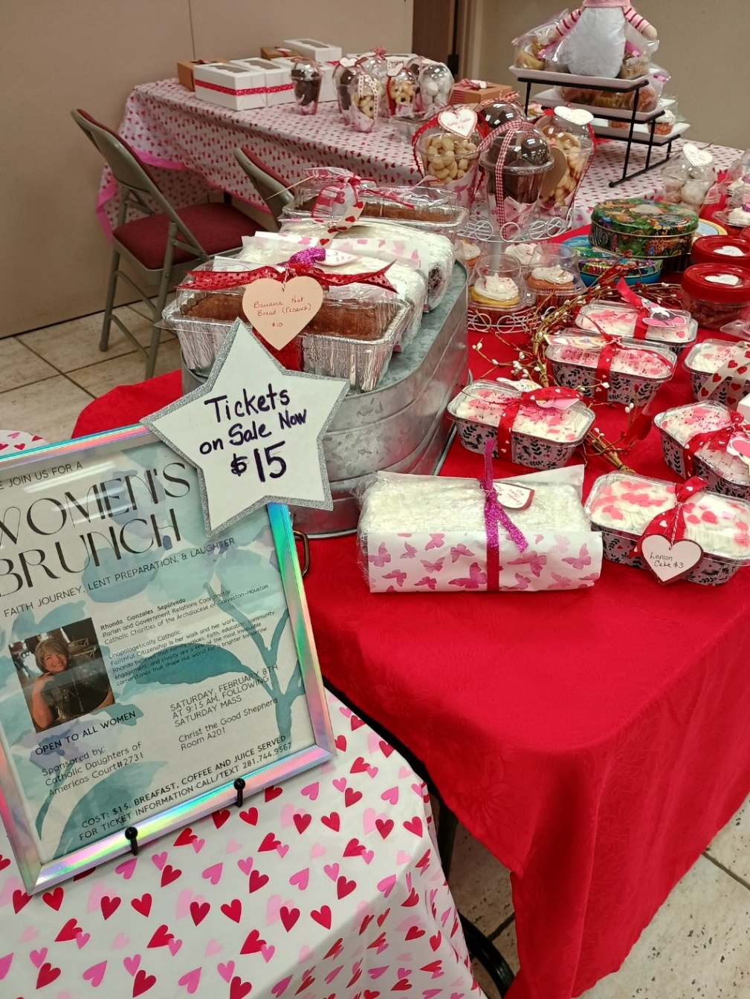 Banana Nut
Bread (Pecans)
$10
Tickets
on Sale Now
$15
E JOIN US FOR A
WOMEN'S
BRUNCH
FAITH JOURNEY, LENT PREPARATION, & LAUGHTER
Rhonda Gonzales Sepúlveda
Parish and Government Relations Coordinator
Catholic Charities of the Archdiocese of Galveston-Houston
Unapologetically Catholic.
Faithful Citizenship is her walk and her work.
Rhonda believes that family values, faith, education, community
engagement, and charity are a few of the most invaluable
cornerstones that shape our world for a brighter tomorrow.
OPEN TO ALL WOMEN
Sponsored by:
Catholic Daughters of
Americas Court#2731
SATURDAY, FEBRUARY 8TH
AT 9:15 AM, FOLLOWING
SATURDAY MASS
Christ the Good Shepherd
Room A201
COST: $15. BREAFAST, COFFEE AND JUICE SERVED
FOR TICKET INFORMATION CALL/TEXT 281.744.9567
Lemon
Cake $3